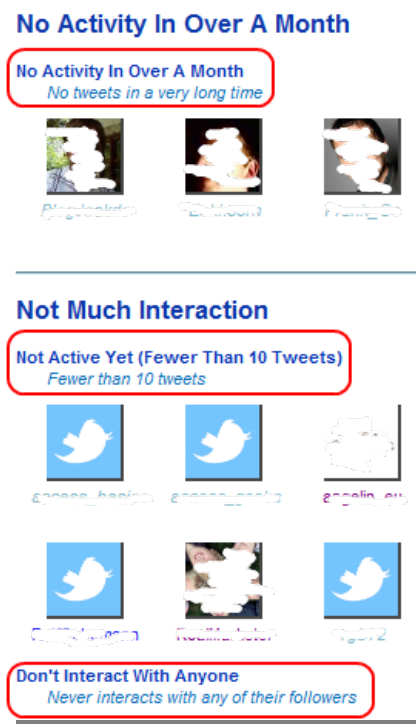 No Activity In Over A Month
No Activity In Over A Month
No tweets in a very long time
Not Much Interaction
Not Active Yet (Fewer Than 10 Tweets)
Fewer than 10 tweets
Don't Interact With Anyone
Never interacts with any of their followers